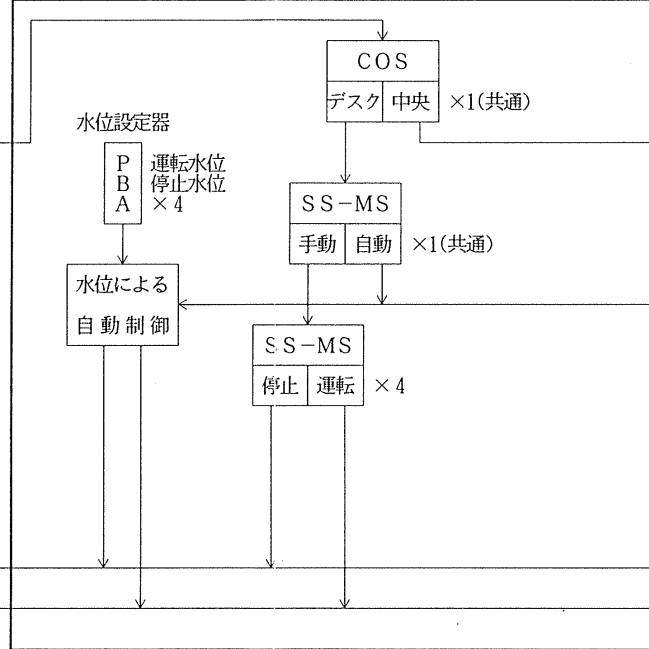 COS
デスク 中央 ×1(共通)
水位設定器
P 運転水位
B 停止水位
A ×4
SS-MS
手動 自動 ×1(共通)
水位による
自動制御
SS-MS
停止 運転 ×4